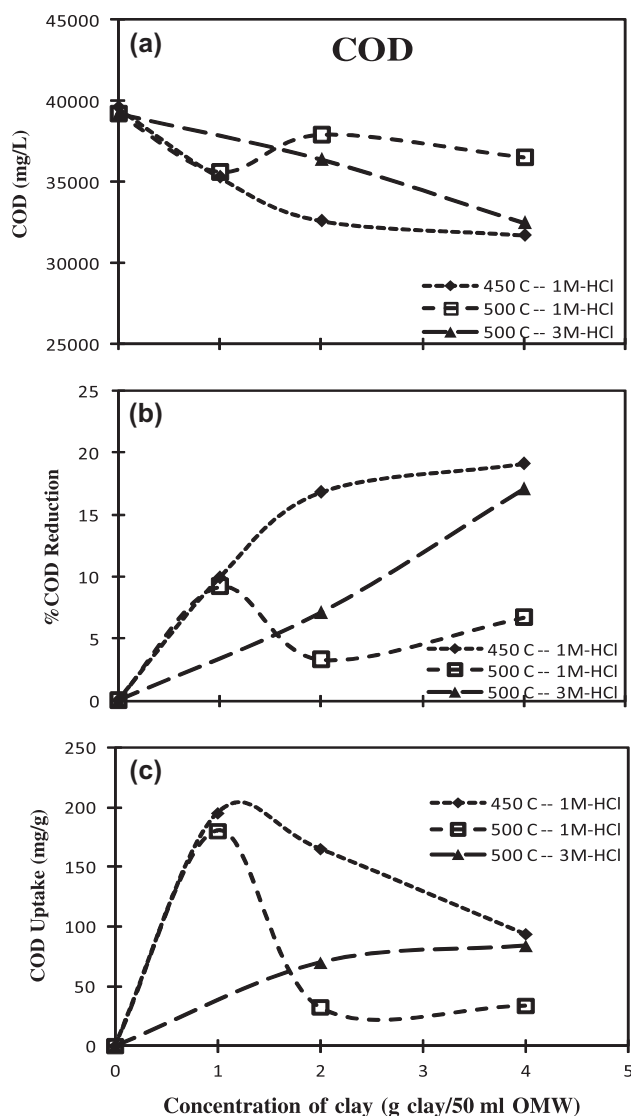 (a)
COD
COD (mg/L)
45000
40000
35000
30000
25000
450 C -- 1M-HCl
500 C -- 1M-HCl
500 C -- 3M-HCl
(b)
%COD Reduction
25
20
15
10
5
0
450 C -- 1M-HCl
500 C -- 1M-HCl
500 C -- 3M-HCl
(c)
COD Uptake (mg/g)
250
200
150
100
50
0
450 C -- 1M-HCl
500 C -- 1M-HCl
500 C -- 3M-HCl
0 1 2 3 4 5
Concentration of clay (g clay/50 ml OMW)